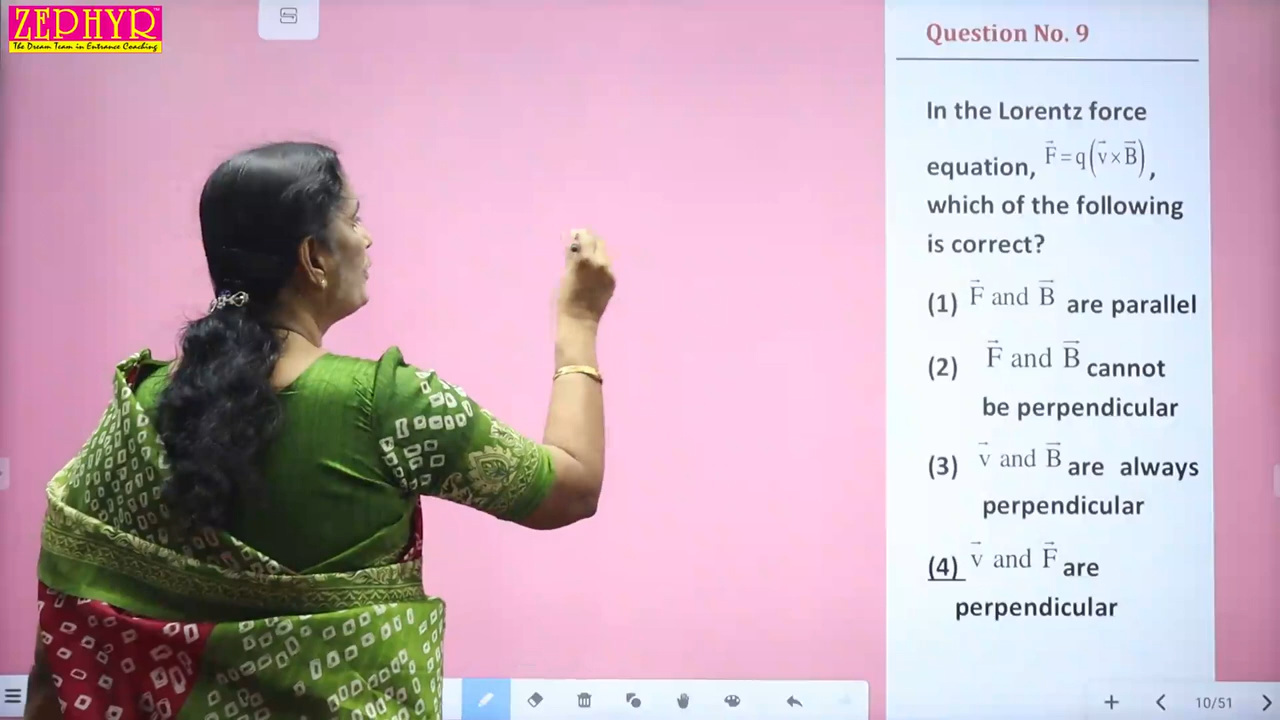 ZEPHYR™
The Dream Team in Entrance Coaching
Question No. 9
In the Lorentz force
equation, F⃗=q(v⃗×B⃗),
which of the following
is correct?
(1) F⃗ and B⃗ are parallel
(2) F⃗ and B⃗ cannot
be perpendicular
(3) v⃗ and B⃗ are always
perpendicular
(4) v⃗ and F⃗ are
perpendicular
10/51